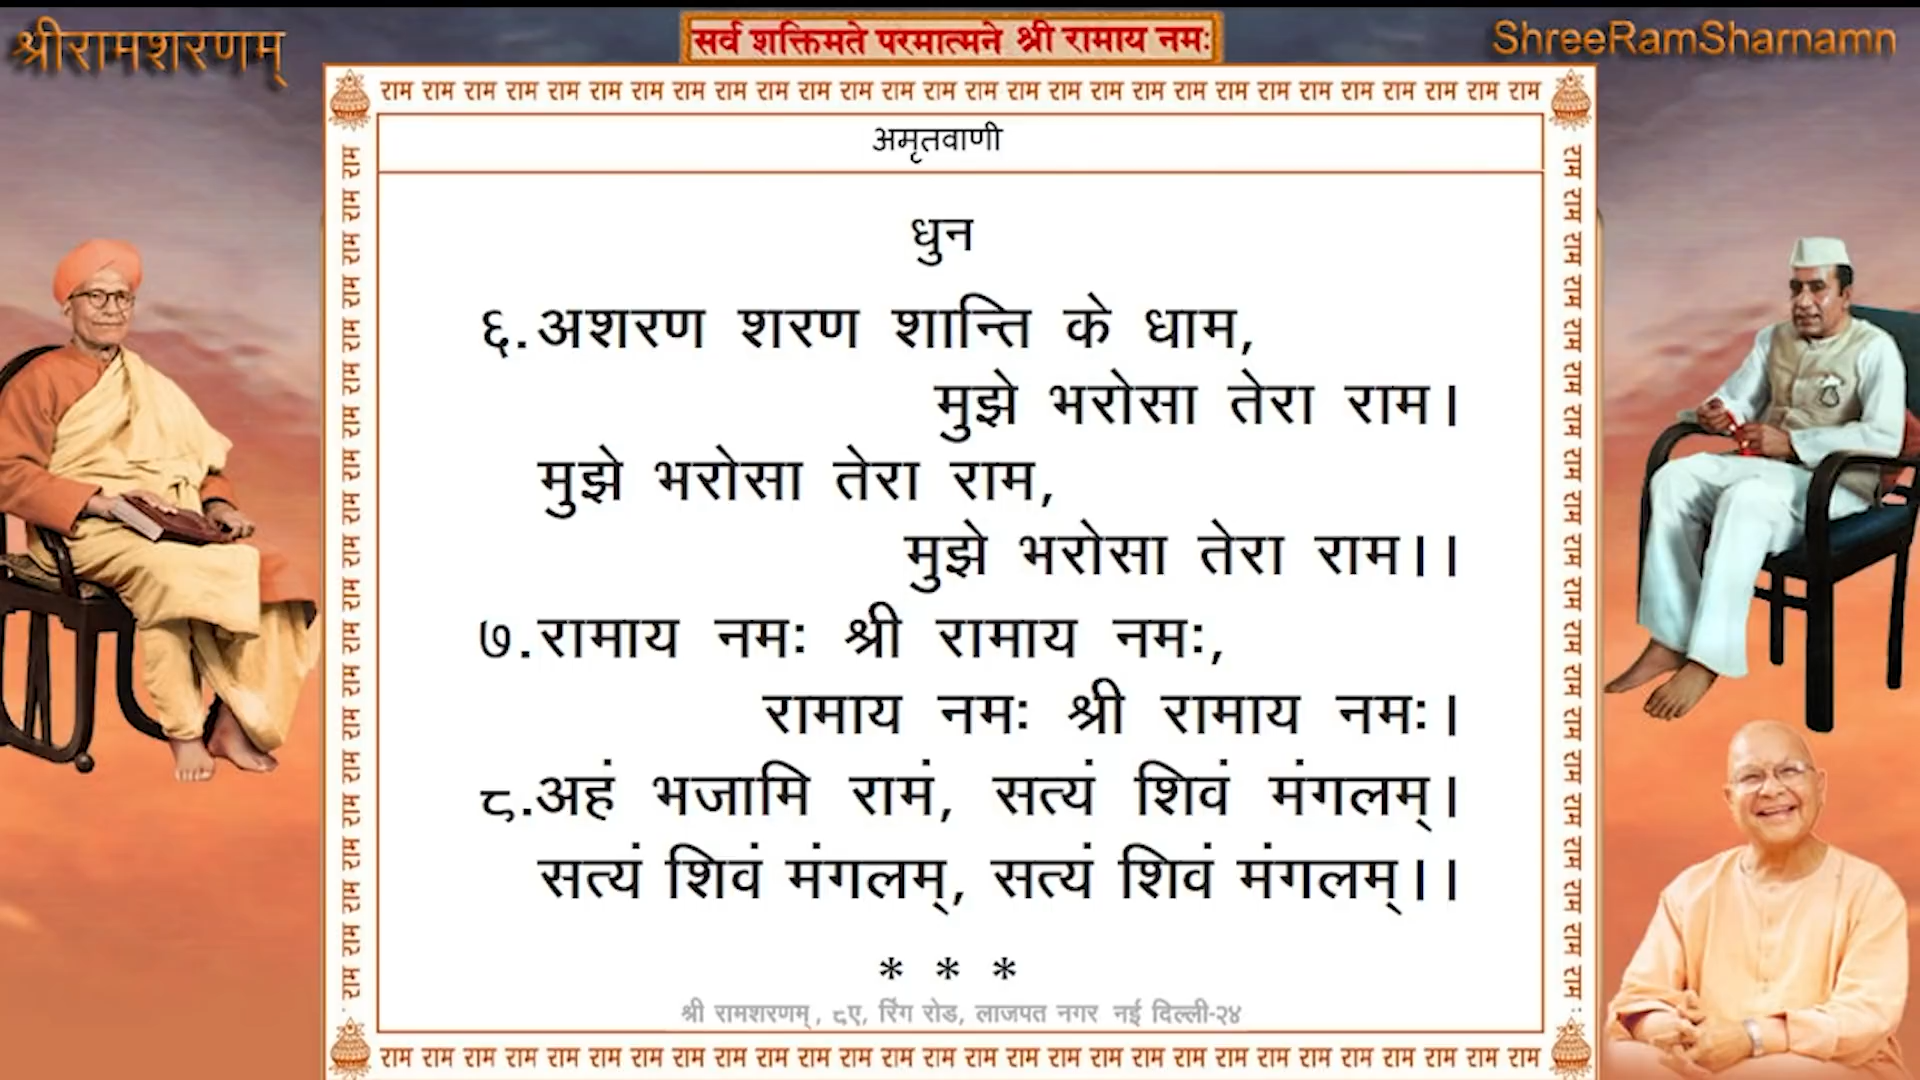 श्रीरामशरणम्
सर्व शक्तिमते परमात्मने श्री रामाय नमः
ShreeRamSharnamn
राम राम राम राम राम राम राम राम राम राम राम राम राम राम राम राम राम राम राम राम राम राम राम राम राम राम राम राम
अमृतवाणी
धुन
६.अशरण शरण शान्ति के धाम,
मुझे भरोसा तेरा राम।
मुझे भरोसा तेरा राम,
मुझे भरोसा तेरा राम।।
७.रामाय नमः श्री रामाय नमः,
रामाय नमः श्री रामाय नमः।
८.अहं भजामि रामं, सत्यं शिवं मंगलम्।
सत्यं शिवं मंगलम्, सत्यं शिवं मंगलम्।।
* * *
श्री रामशरणम्, ८ए, रिंग रोड, लाजपत नगर नई दिल्ली-२४
राम राम राम राम राम राम राम राम राम राम राम राम राम राम राम राम राम राम राम राम राम राम राम राम राम राम राम राम
राम राम राम राम राम राम राम राम राम राम राम राम राम राम राम राम राम राम राम राम
राम राम राम राम राम राम राम राम राम राम राम राम राम राम राम राम राम राम राम राम